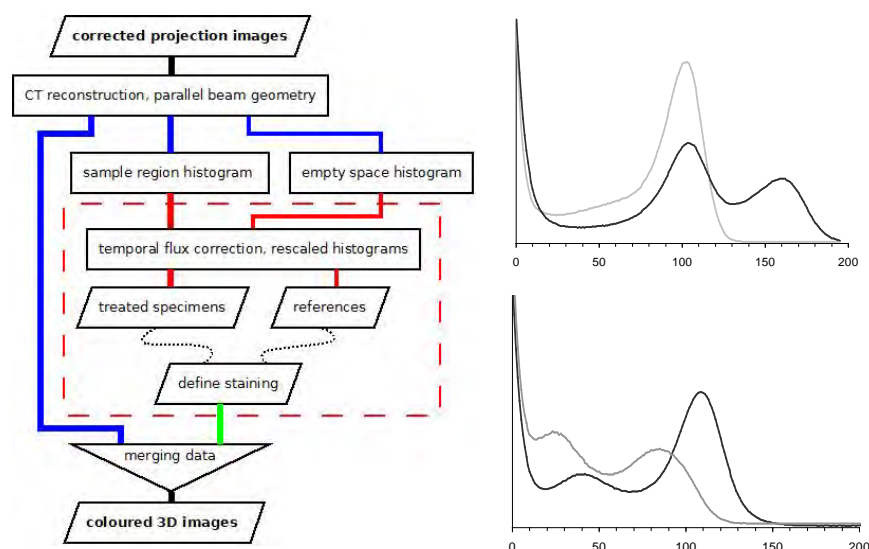 corrected projection images
CT reconstruction, parallel beam geometry
sample region histogram
empty space histogram
temporal flux correction, rescaled histograms
treated specimens
references
define staining
merging data
coloured 3D images
0 50 100 150 200
0 50 100 150 200